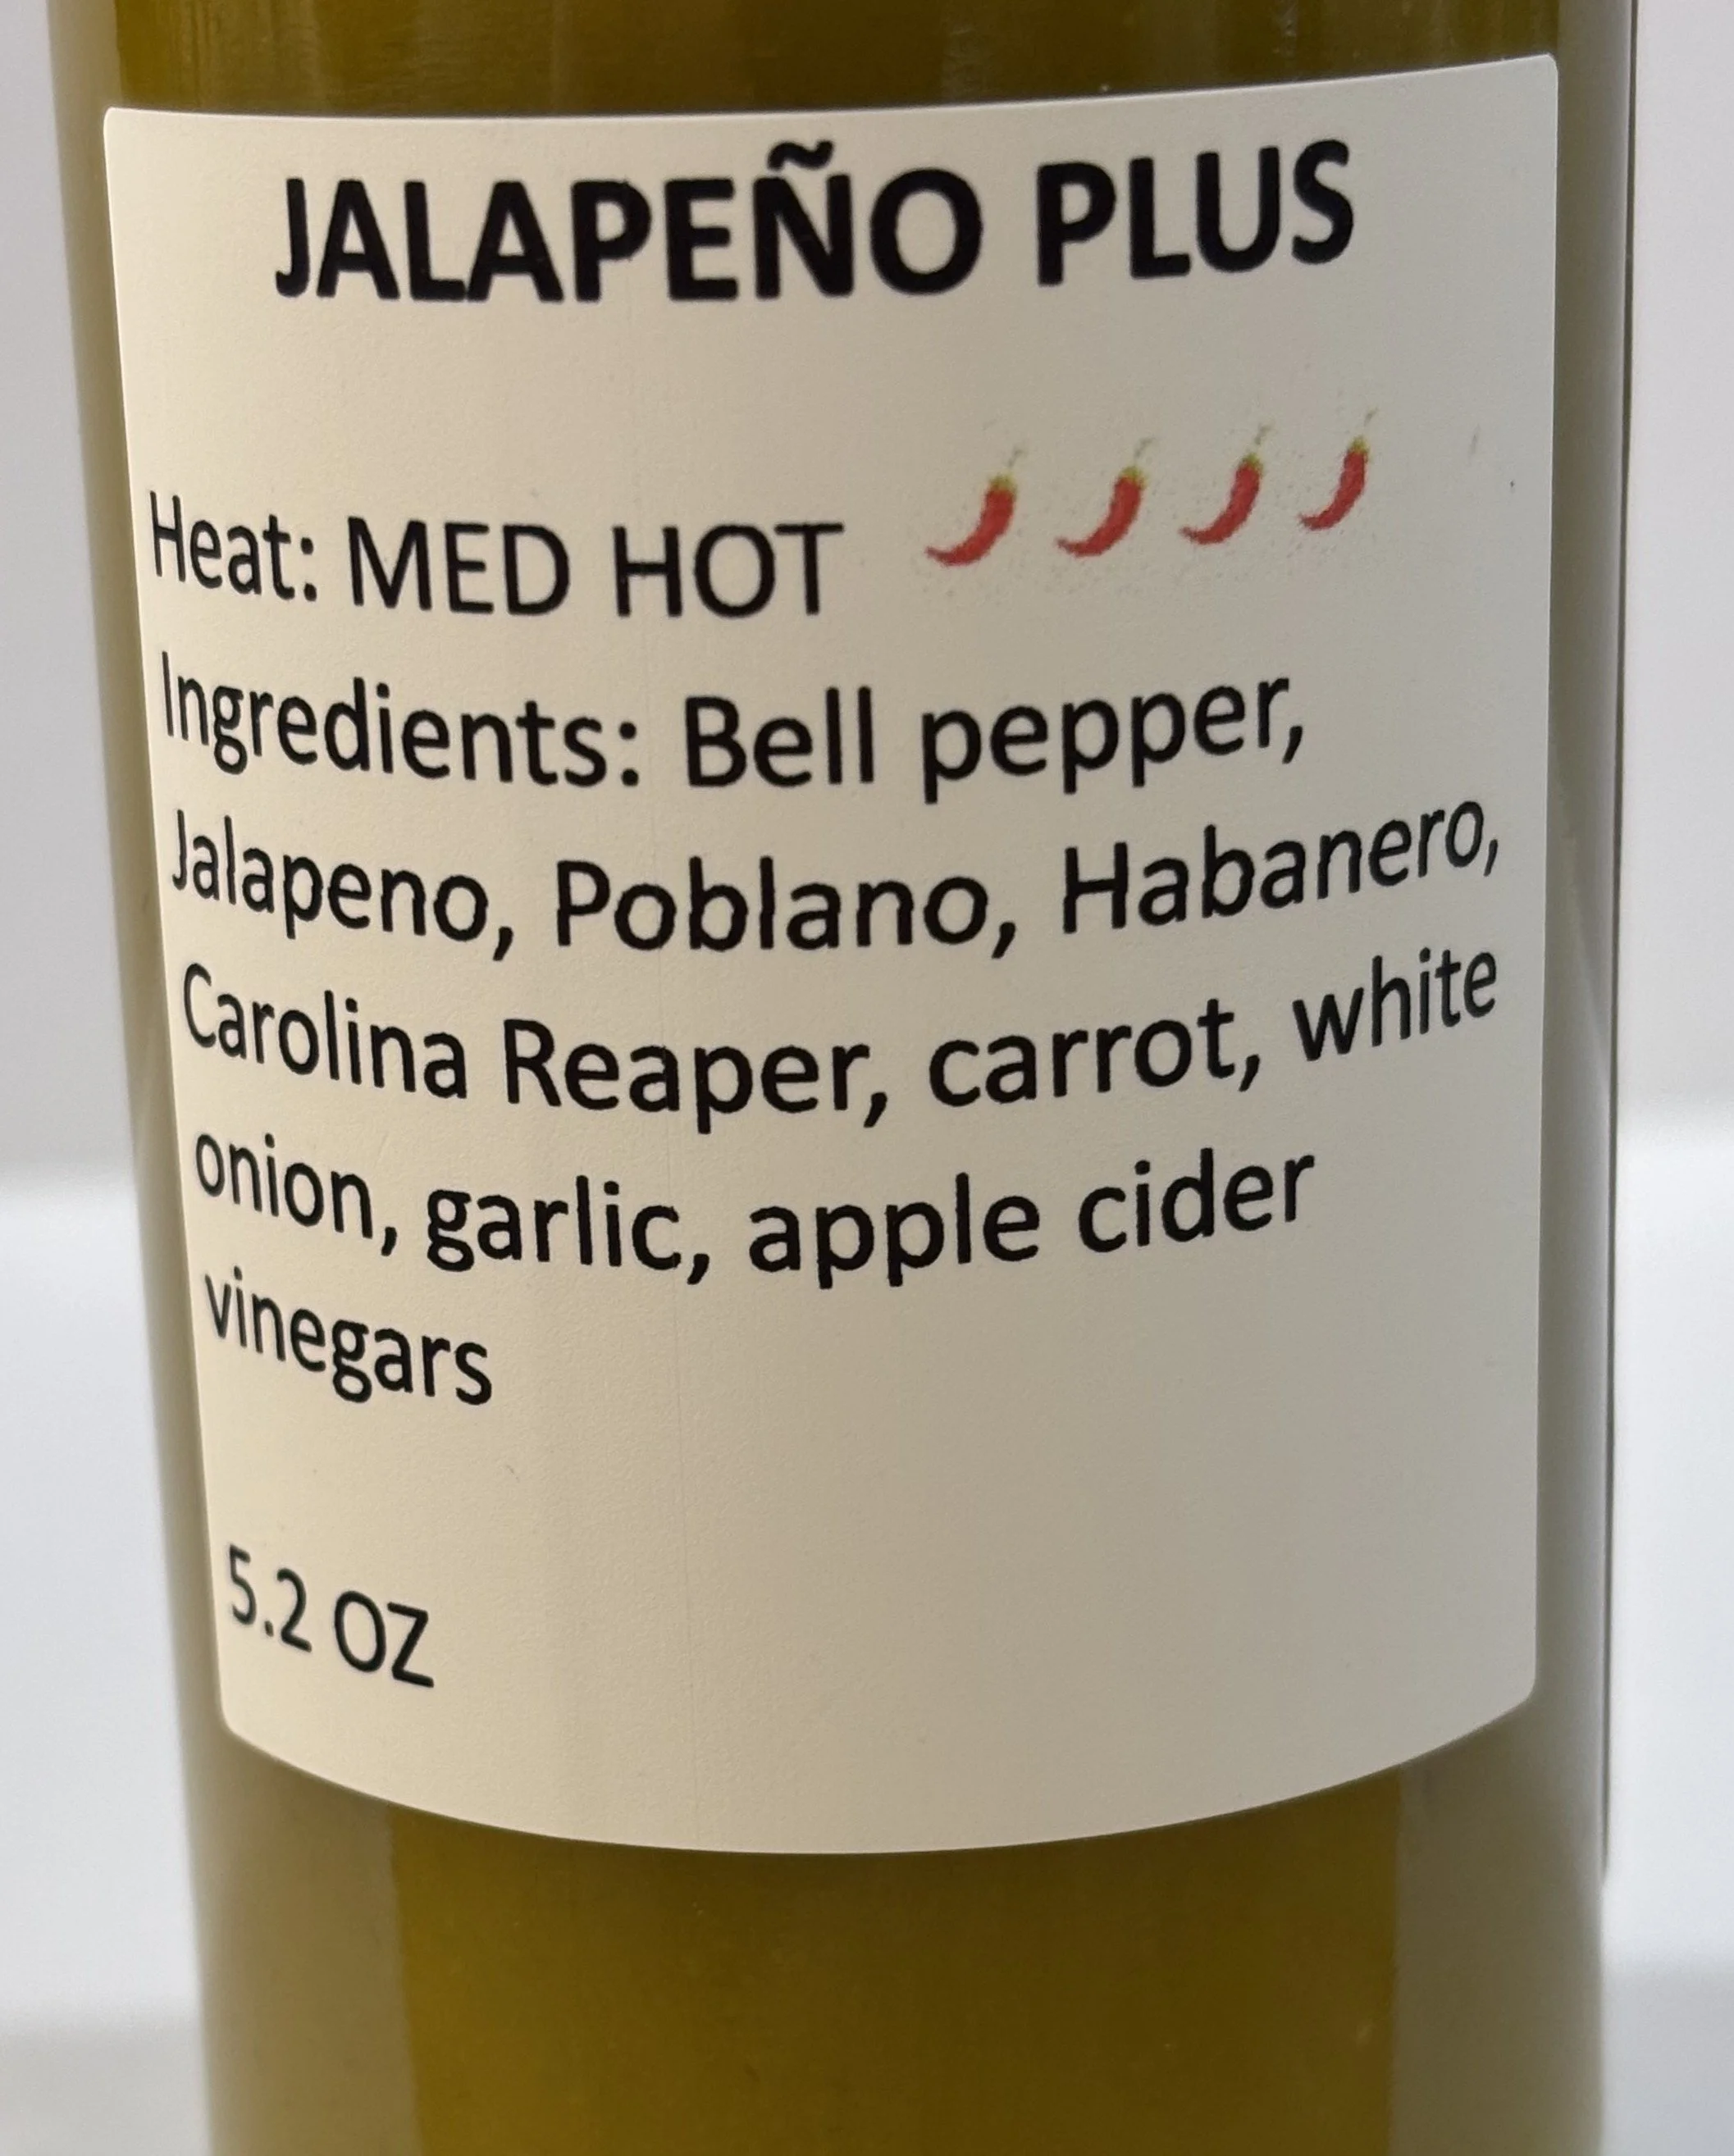 JALAPEÑO PLUS
Heat: MED HOT
Ingredients: Bell pepper,
Jalapeno, Poblano, Habanero,
Carolina Reaper, carrot, white
onion, garlic, apple cider
vinegars
5.2 OZ